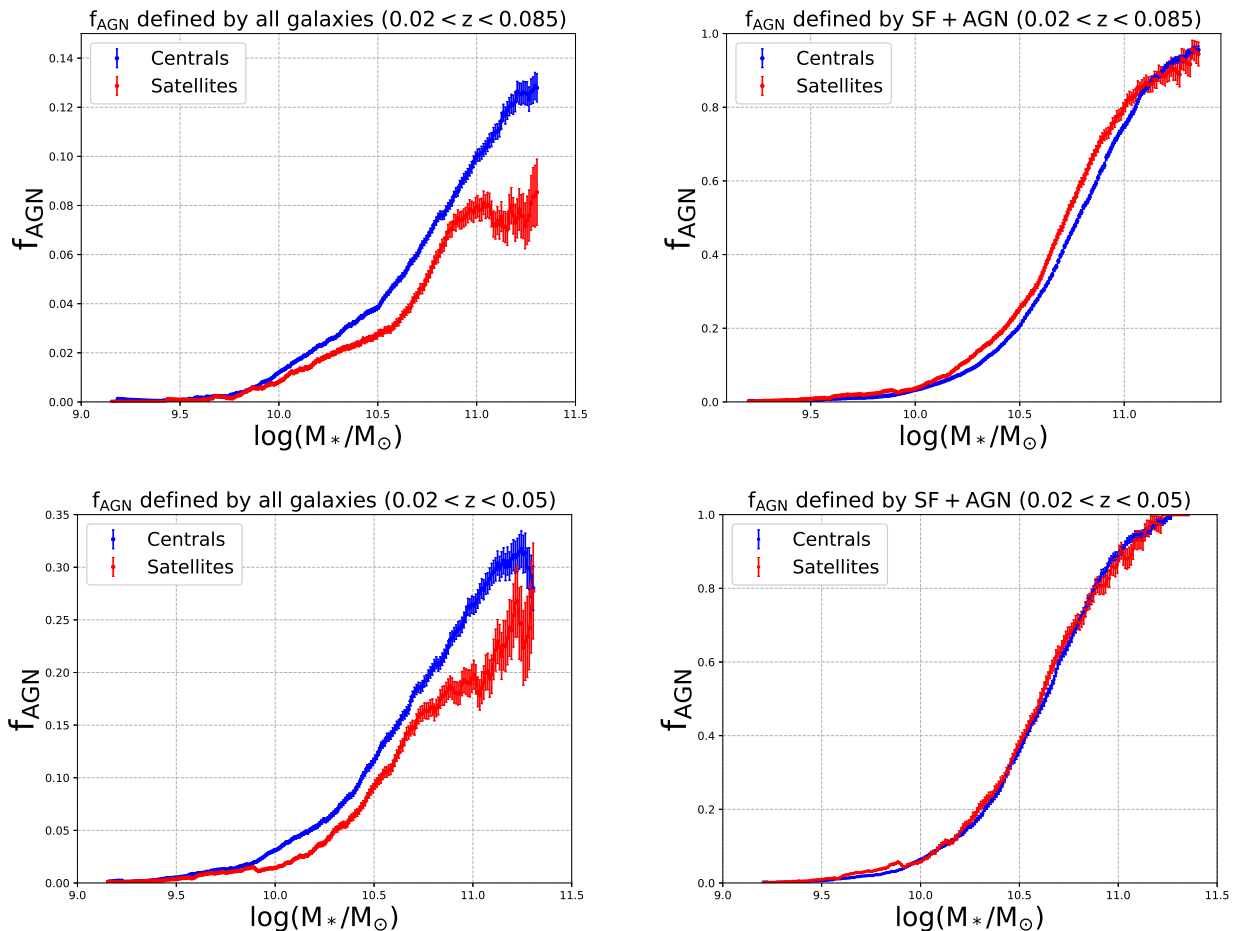 f_AGN defined by all galaxies (0.02 < z < 0.085)
Centrals
Satellites
f_AGN
0.14
0.12
0.10
0.08
0.06
0.04
0.02
0.00
9.0 9.5 10.0 10.5 11.0 11.5
log(M_*/M_⊙)
f_AGN defined by SF + AGN (0.02 < z < 0.085)
Centrals
Satellites
f_AGN
1.0
0.8
0.6
0.4
0.2
0.0
9.5 10.0 10.5 11.0
log(M_*/M_⊙)
f_AGN defined by all galaxies (0.02 < z < 0.05)
Centrals
Satellites
f_AGN
0.35
0.30
0.25
0.20
0.15
0.10
0.05
0.00
9.0 9.5 10.0 10.5 11.0 11.5
log(M_*/M_⊙)
f_AGN defined by SF + AGN (0.02 < z < 0.05)
Centrals
Satellites
f_AGN
1.0
0.8
0.6
0.4
0.2
0.0
9.0 9.5 10.0 10.5 11.0 11.5
log(M_*/M_⊙)